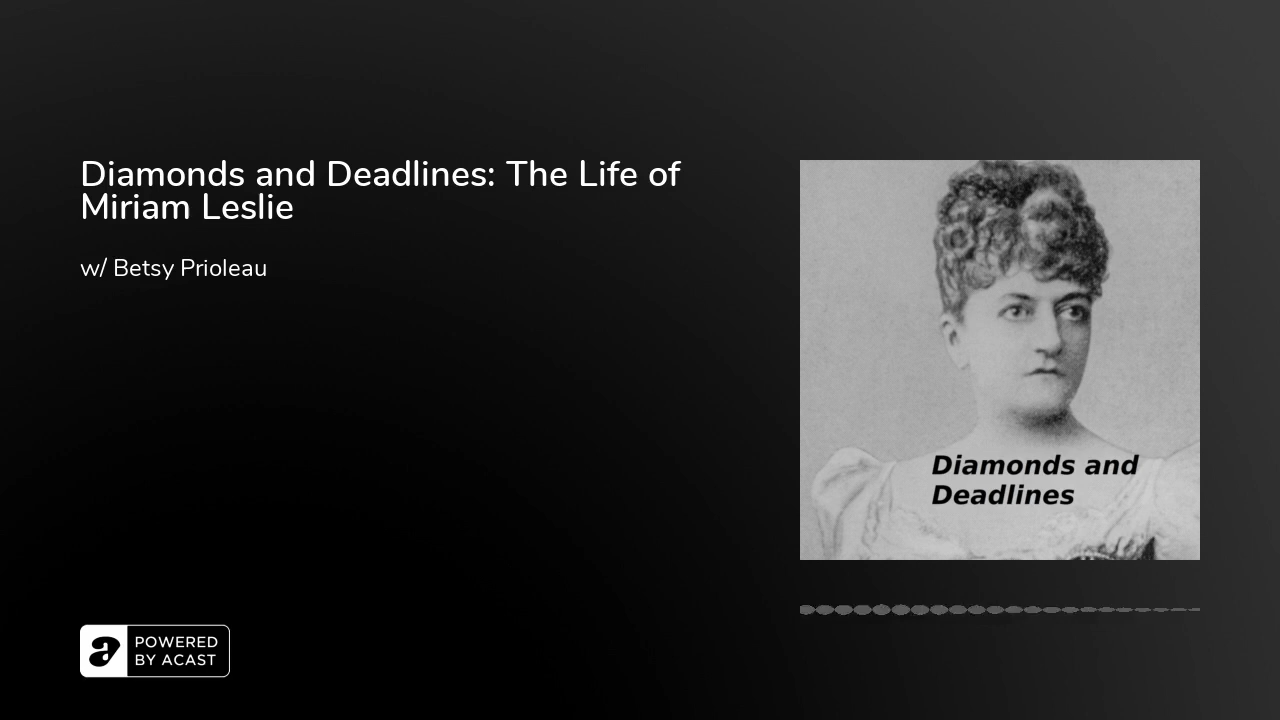 Diamonds and Deadlines: The Life of
Miriam Leslie
w/ Betsy Prioleau
Diamonds and
Deadlines
a POWERED
BY ACAST